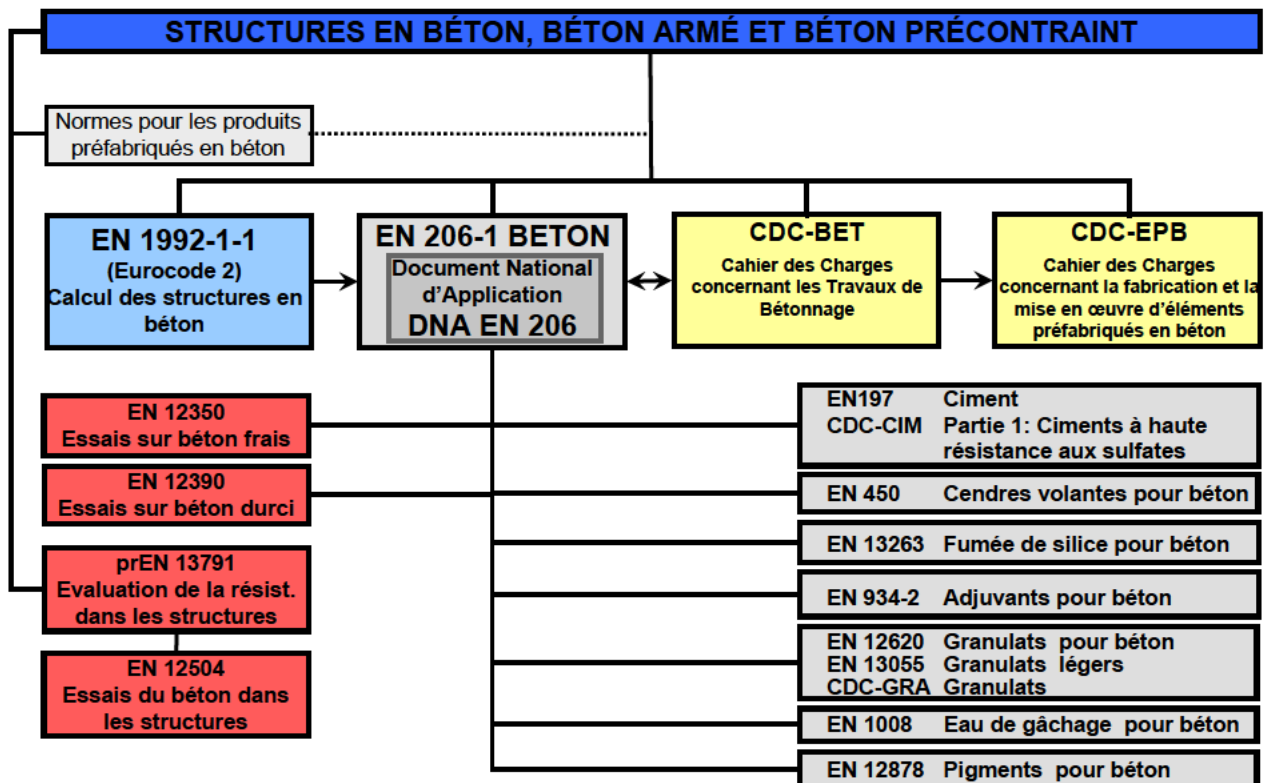 STRUCTURES EN BÉTON, BÉTON ARMÉ ET BÉTON PRÉCONTRAINT
Normes pour les produits
préfabriqués en béton
EN 1992-1-1
(Eurocode 2)
Calcul des structures en
béton
EN 206-1 BETON
Document National
d'Application
DNA EN 206
CDC-BET
Cahier des Charges
concernant les Travaux de
Bétonnage
CDC-EPB
Cahier des Charges
concernant la fabrication et la
mise en œuvre d'éléments
préfabriqués en béton
EN 12350
Essais sur béton frais
EN 12390
Essais sur béton durci
prEN 13791
Evaluation de la résist.
dans les structures
EN 12504
Essais du béton dans
les structures
EN197 Ciment
CDC-CIM Partie 1: Ciments à haute
résistance aux sulfates
EN 450 Cendres volantes pour béton
EN 13263 Fumée de silice pour béton
EN 934-2 Adjuvants pour béton
EN 12620 Granulats pour béton
EN 13055 Granulats légers
CDC-GRA Granulats
EN 1008 Eau de gâchage pour béton
EN 12878 Pigments pour béton